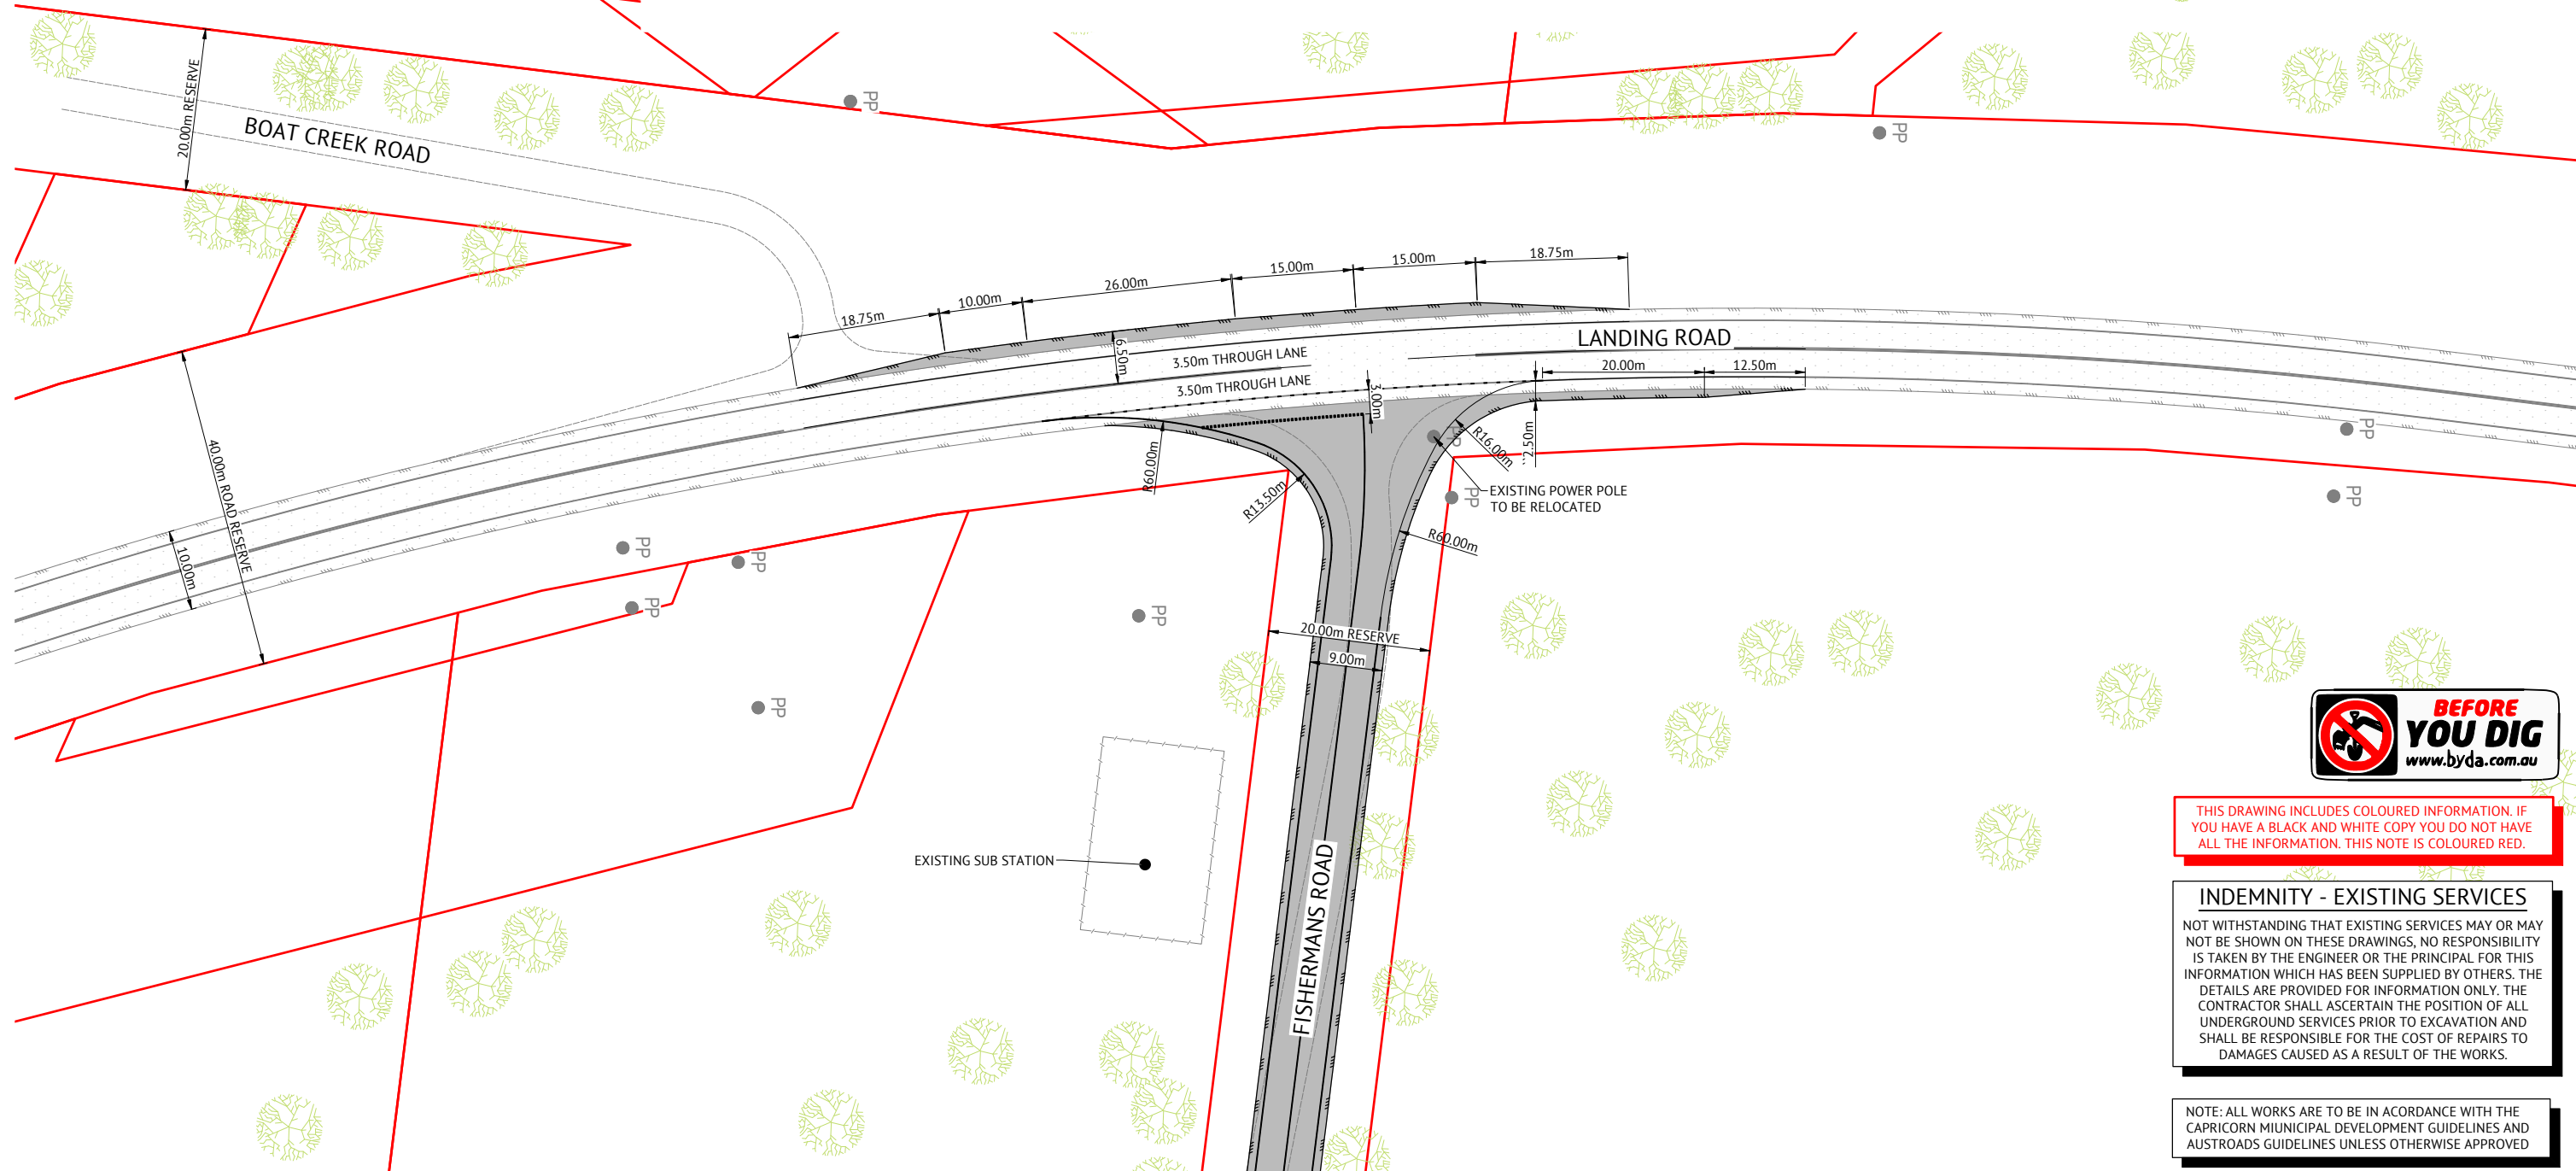 20.00m RESERVE
BOAT CREEK ROAD
PP
PP
18.75m
10.00m
26.00m
15.00m
15.00m
18.75m
6.50m
3.50m THROUGH LANE
3.50m THROUGH LANE
LANDING ROAD
20.00m
12.50m
3.00m
2.50m
R60.00m
R13.50m
R16.00m
PP
PP
PP
PP
EXISTING POWER POLE
TO BE RELOCATED
R60.00m
40.00m ROAD RESERVE
10.00m
PP
PP
PP
PP
PP
20.00m RESERVE
9.00m
EXISTING SUB STATION
FISHERMANS ROAD
BEFORE
YOU DIG
www.byda.com.au
THIS DRAWING INCLUDES COLOURED INFORMATION. IF
YOU HAVE A BLACK AND WHITE COPY YOU DO NOT HAVE
ALL THE INFORMATION. THIS NOTE IS COLOURED RED.
INDEMNITY - EXISTING SERVICES
NOT WITHSTANDING THAT EXISTING SERVICES MAY OR MAY
NOT BE SHOWN ON THESE DRAWINGS, NO RESPONSIBILITY
IS TAKEN BY THE ENGINEER OR THE PRINCIPAL FOR THIS
INFORMATION WHICH HAS BEEN SUPPLIED BY OTHERS. THE
DETAILS ARE PROVIDED FOR INFORMATION ONLY. THE
CONTRACTOR SHALL ASCERTAIN THE POSITION OF ALL
UNDERGROUND SERVICES PRIOR TO EXCAVATION AND
SHALL BE RESPONSIBLE FOR THE COST OF REPAIRS TO
DAMAGES CAUSED AS A RESULT OF THE WORKS.
NOTE: ALL WORKS ARE TO BE IN ACORDANCE WITH THE
CAPRICORN MIUNICIPAL DEVELOPMENT GUIDELINES AND
AUSTROADS GUIDELINES UNLESS OTHERWISE APPROVED